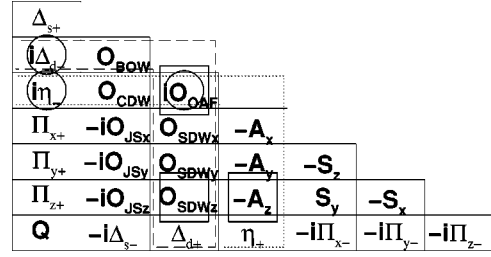 Δs+
iΔd- OBOW
iη- OCDW iOOAF
Πx+ -iOJSx OSDWx -Ax
Πy+ -iOJSy OSDWy -Ay -Sz
Πz+ -iOJSz OSDWz -Az Sy -Sx
Q -iΔs- Δd+ η+ -iΠx- -iΠy- -iΠz-